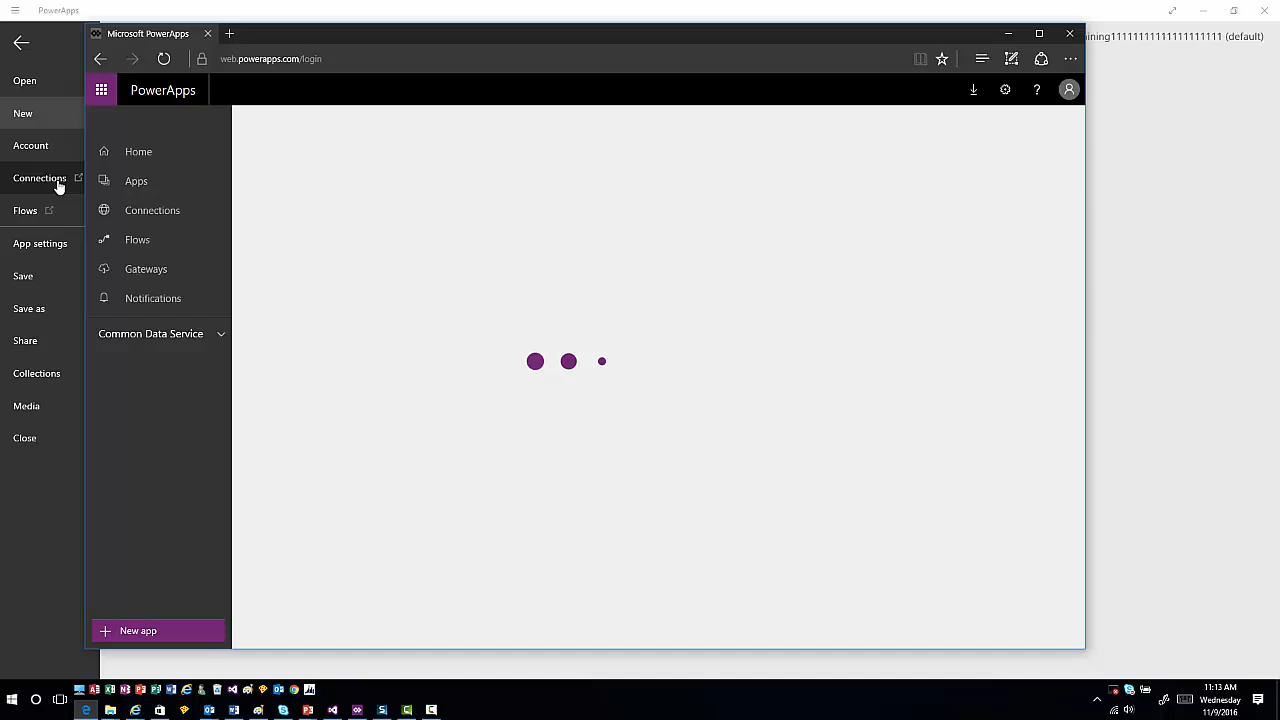 PowerApps
Microsoft PowerApps
ining1111111111111111111111 (default)
web.powerapps.com/login
PowerApps
Open
New
Account
Connections
Flows
App settings
Save
Save as
Share
Collections
Media
Close
Home
Apps
Connections
Flows
Gateways
Notifications
Common Data Service
New app
11:13 AM
Wednesday
11/9/2016